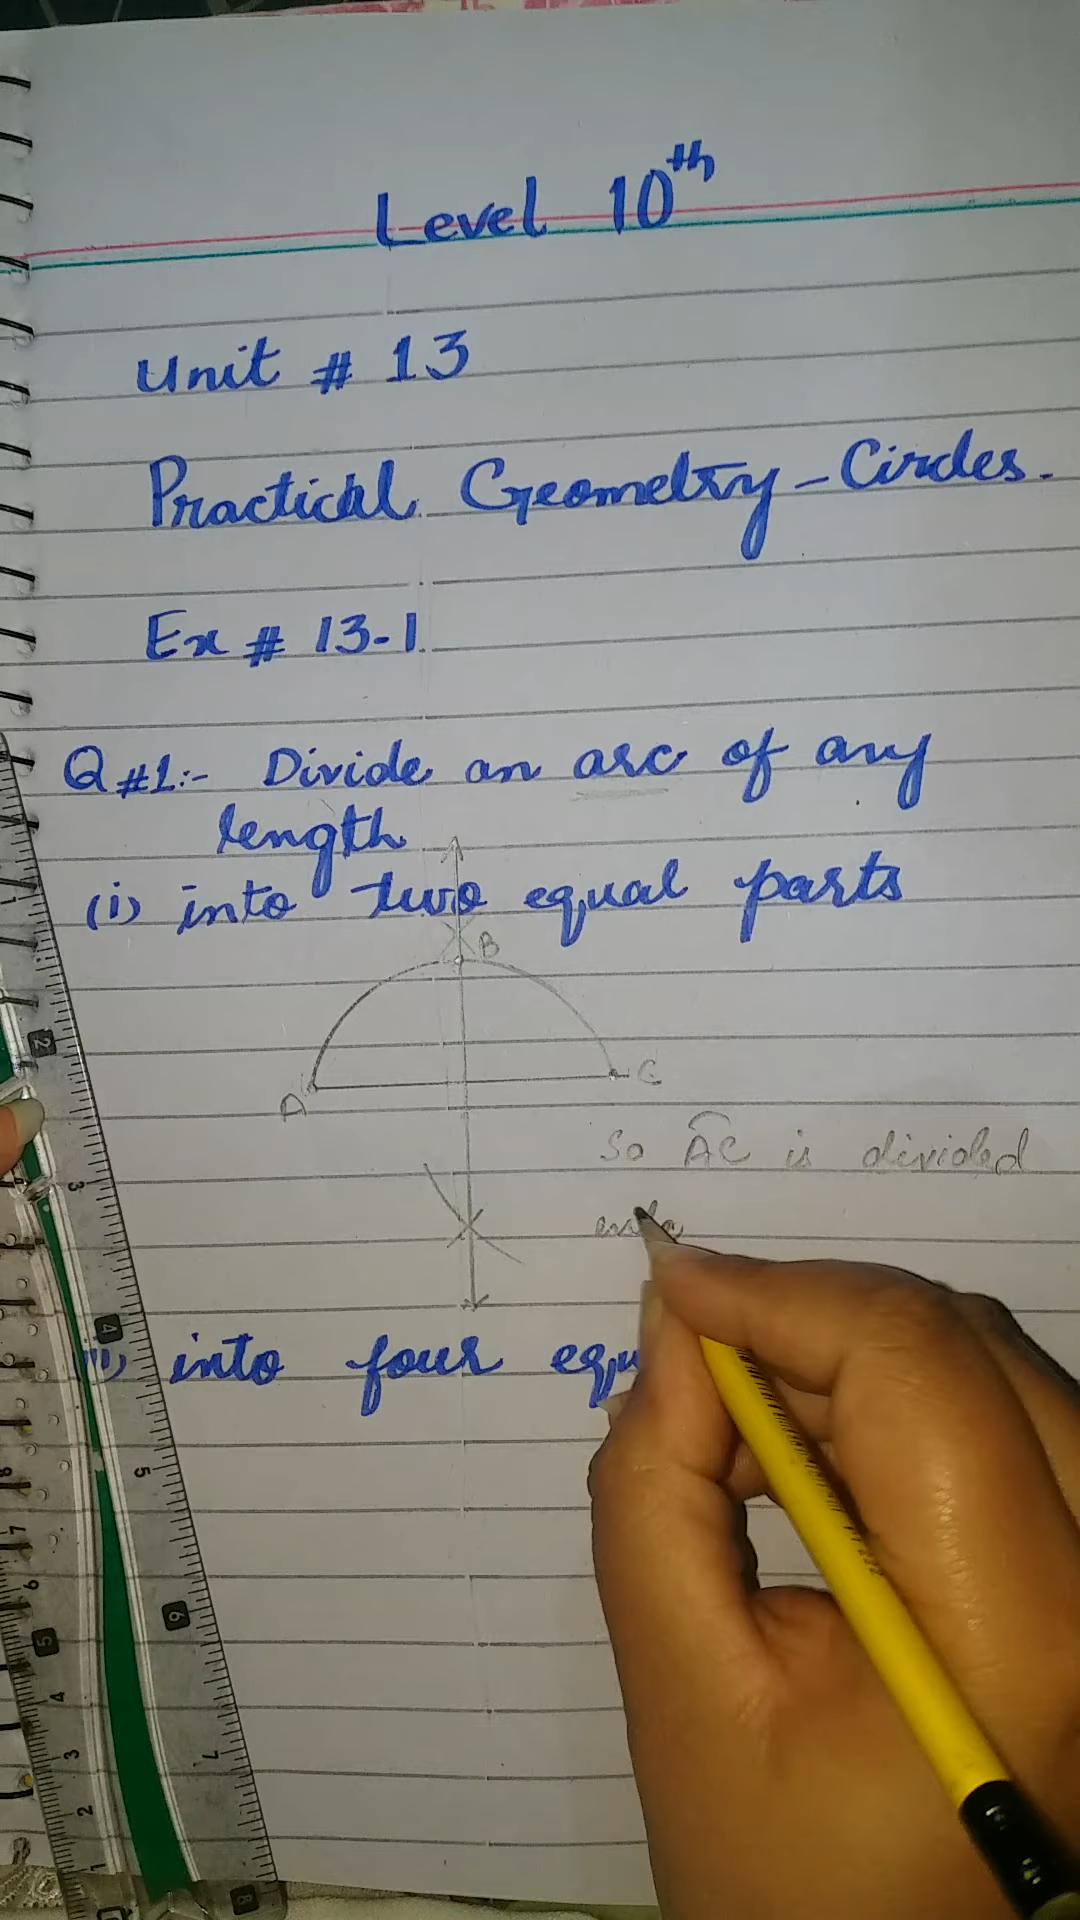 Level 10th
Unit # 13
Practical Geometry - Circles.
Ex # 13-1
Q #1:- Divide an arc of any
length
(i) into two equal parts
B
A
C
So AC is divided
into
into four equ